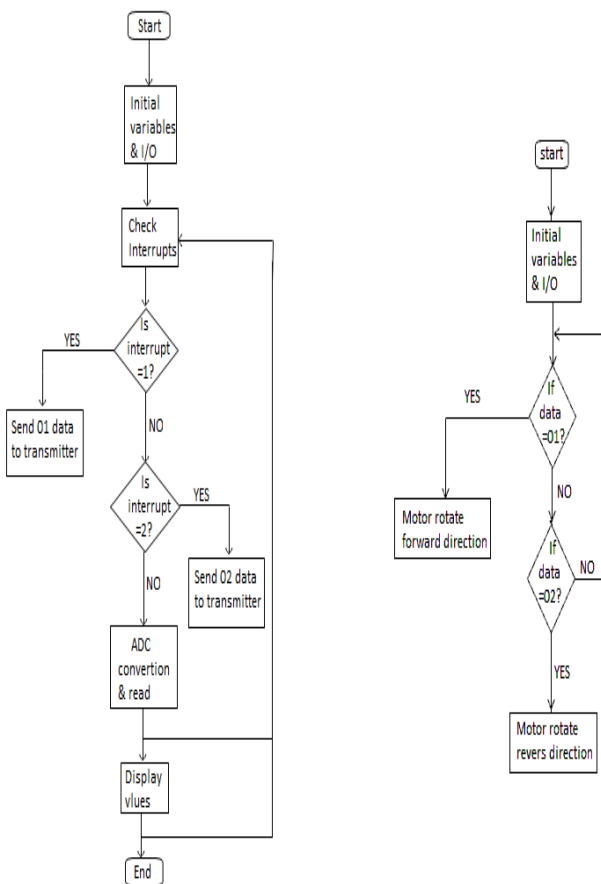 Start
Initial
variables
& I/O
Check
Interrupts
Is
interrupt
=1?
YES
Send 01 data
to transmitter
NO
Is
interrupt
=2?
YES
Send 02 data
to transmitter
NO
ADC
convertion
& read
Display
vlues
End
start
Initial
variables
& I/O
If
data
=01?
YES
Motor rotate
forward direction
NO
If
data
=02?
NO
YES
Motor rotate
revers direction